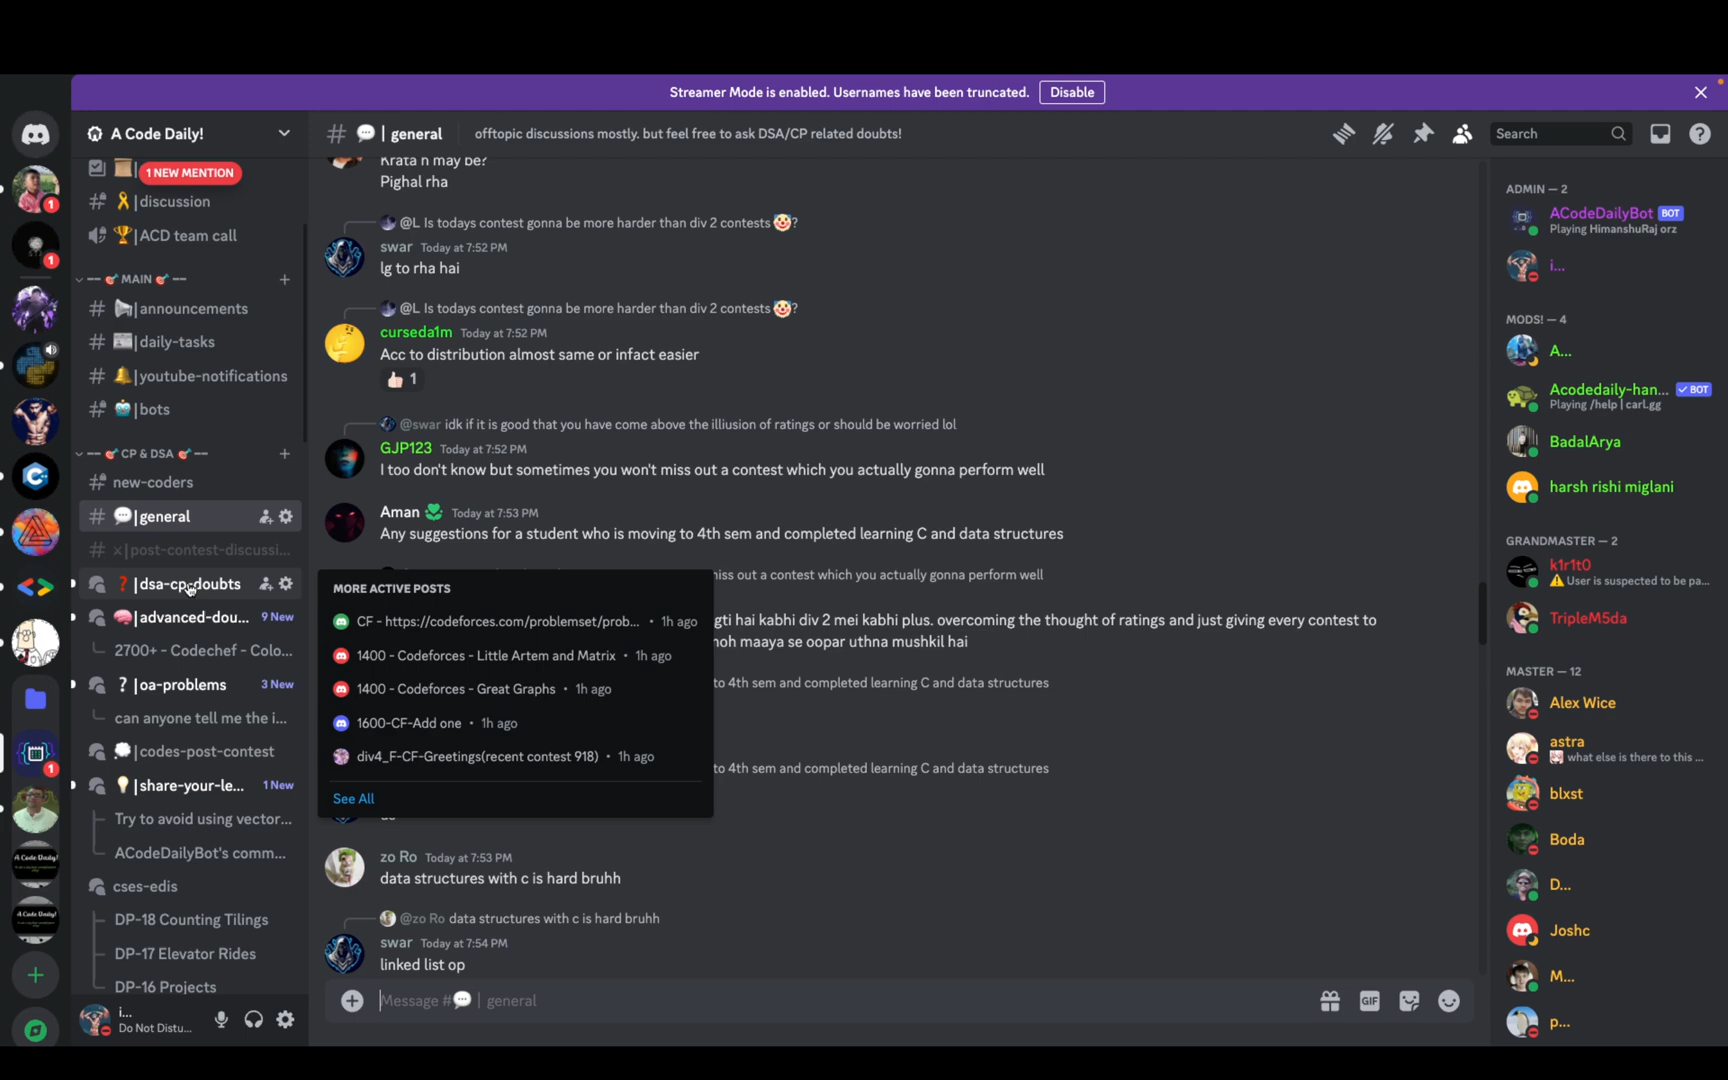 Streamer Mode is enabled. Usernames have been truncated.
Disable
A Code Daily!
1 NEW MENTION
discussion
ACD team call
MAIN
announcements
daily-tasks
youtube-notifications
bots
CP & DSA
new-coders
general
post-contest-discussi...
dsa-cp-doubts
advanced-dou...
9 New
2700+ - Codechef - Colo...
oa-problems
3 New
can anyone tell me the i...
codes-post-contest
share-your-le...
1 New
Try to avoid using vector...
ACodeDailyBot's comm...
cses-edis
DP-18 Counting Tilings
DP-17 Elevator Rides
DP-16 Projects
i...
Do Not Distu...
# 💬 | general
offtopic discussions mostly. but feel free to ask DSA/CP related doubts!
Search
Krata n may be?
Pighal rha
@L Is todays contest gonna be more harder than div 2 contests 🤡?
swar Today at 7:52 PM
lg to rha hai
@L Is todays contest gonna be more harder than div 2 contests 🤡?
curseda1m Today at 7:52 PM
Acc to distribution almost same or infact easier
👍🏻 1
@swar idk if it is good that you have come above the illiusion of ratings or should be worried lol
GJP123 Today at 7:52 PM
I too don't know but sometimes you won't miss out a contest which you actually gonna perform well
Aman Today at 7:53 PM
Any suggestions for a student who is moving to 4th sem and completed learning C and data structures
iss out a contest which you actually gonna perform well
gti hai kabhi div 2 mei kabhi plus. overcoming the thought of ratings and just giving every contest to
moh maaya se oopar uthna mushkil hai
to 4th sem and completed learning C and data structures
to 4th sem and completed learning C and data structures
MORE ACTIVE POSTS
CF - https://codeforces.com/problemset/prob... • 1h ago
1400 - Codeforces - Little Artem and Matrix • 1h ago
1400 - Codeforces - Great Graphs • 1h ago
1600-CF-Add one • 1h ago
div4_F-CF-Greetings(recent contest 918) • 1h ago
See All
zo Ro Today at 7:53 PM
data structures with c is hard bruhh
@zo Ro data structures with c is hard bruhh
swar Today at 7:54 PM
linked list op
Message #💬 | general
GIF
ADMIN — 2
ACodeDailyBot BOT
Playing HimanshuRaj orz
i...
MODS! — 4
A...
Acodedaily-han... ✓ BOT
Playing /help | carl.gg
BadalArya
harsh rishi miglani
GRANDMASTER — 2
k1r1t0
User is suspected to be pa...
TripleM5da
MASTER — 12
Alex Wice
astra
what else is there to this ...
blxst
Boda
D...
Joshc
M...
p...
1
1
1
A Code Daily!
A Code Daily!